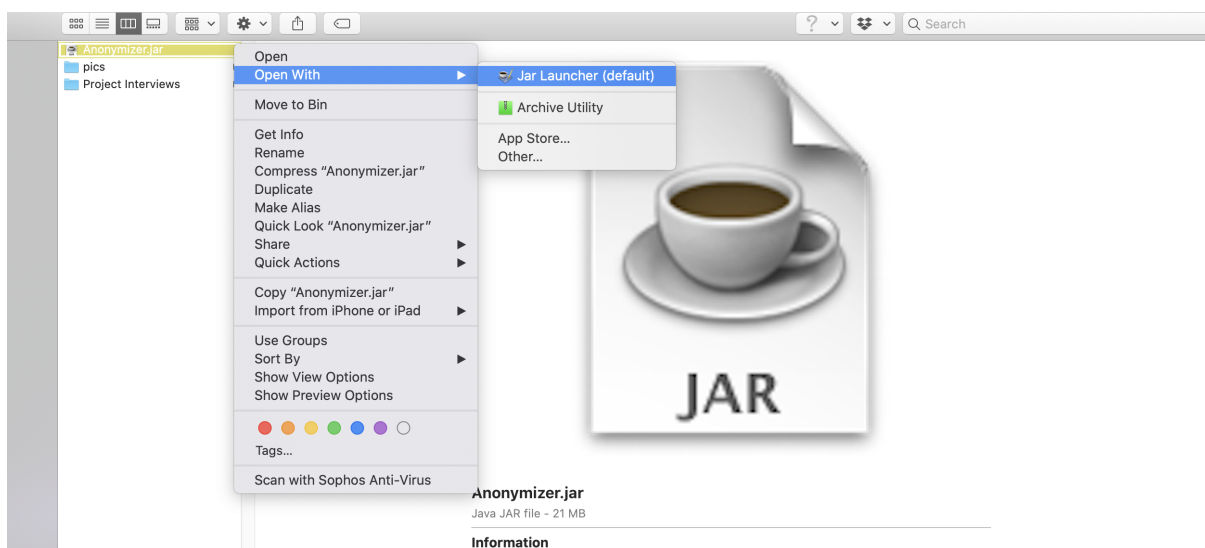 Search
Anonymizer.jar
pics
Project Interviews
Open
Open With
Move to Bin
Get Info
Rename
Compress “Anonymizer.jar”
Duplicate
Make Alias
Quick Look “Anonymizer.jar”
Share
Quick Actions
Copy “Anonymizer.jar”
Import from iPhone or iPad
Use Groups
Sort By
Show View Options
Show Preview Options
Tags...
Scan with Sophos Anti-Virus
Jar Launcher (default)
Archive Utility
App Store...
Other...
JAR
Anonymizer.jar
Java JAR file - 21 MB
Information